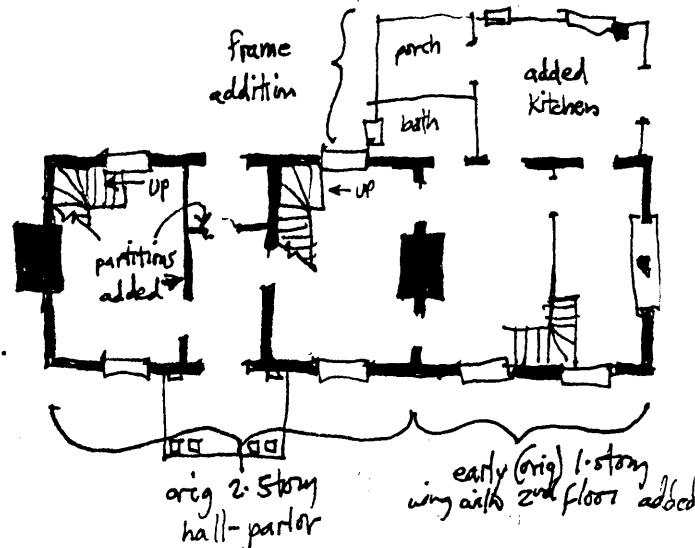 frame
addition
porch
bath
added
kitchen
← UP
← UP
partitions
added
orig 2-story
hall-parlor
early (orig) 1-story
wing with 2nd floor added